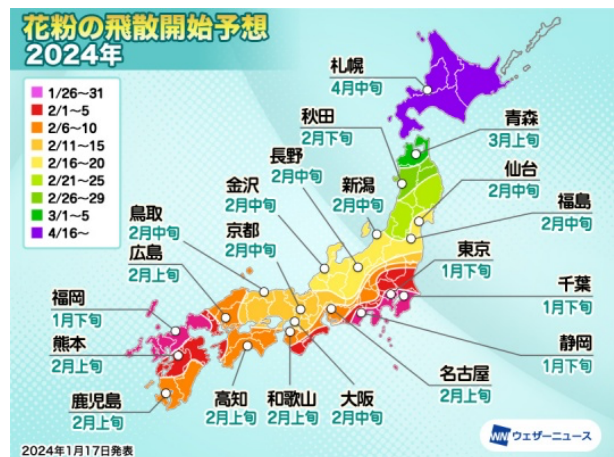 花粉の飛散開始予想
2024年
1/26〜31
2/1〜5
2/6〜10
2/11〜15
2/16〜20
2/21〜25
2/26〜29
3/1〜5
4/16〜
札幌
4月中旬
秋田
2月下旬
青森
3月上旬
長野
2月中旬
仙台
2月中旬
金沢
2月中旬
新潟
2月中旬
福島
2月中旬
鳥取
2月中旬
京都
2月中旬
東京
1月下旬
広島
2月上旬
千葉
1月下旬
福岡
1月下旬
静岡
1月下旬
熊本
2月上旬
名古屋
2月上旬
鹿児島
2月上旬
高知
2月上旬
和歌山
2月上旬
大阪
2月中旬
2024年1月17日発表
WN ウェザーニュース